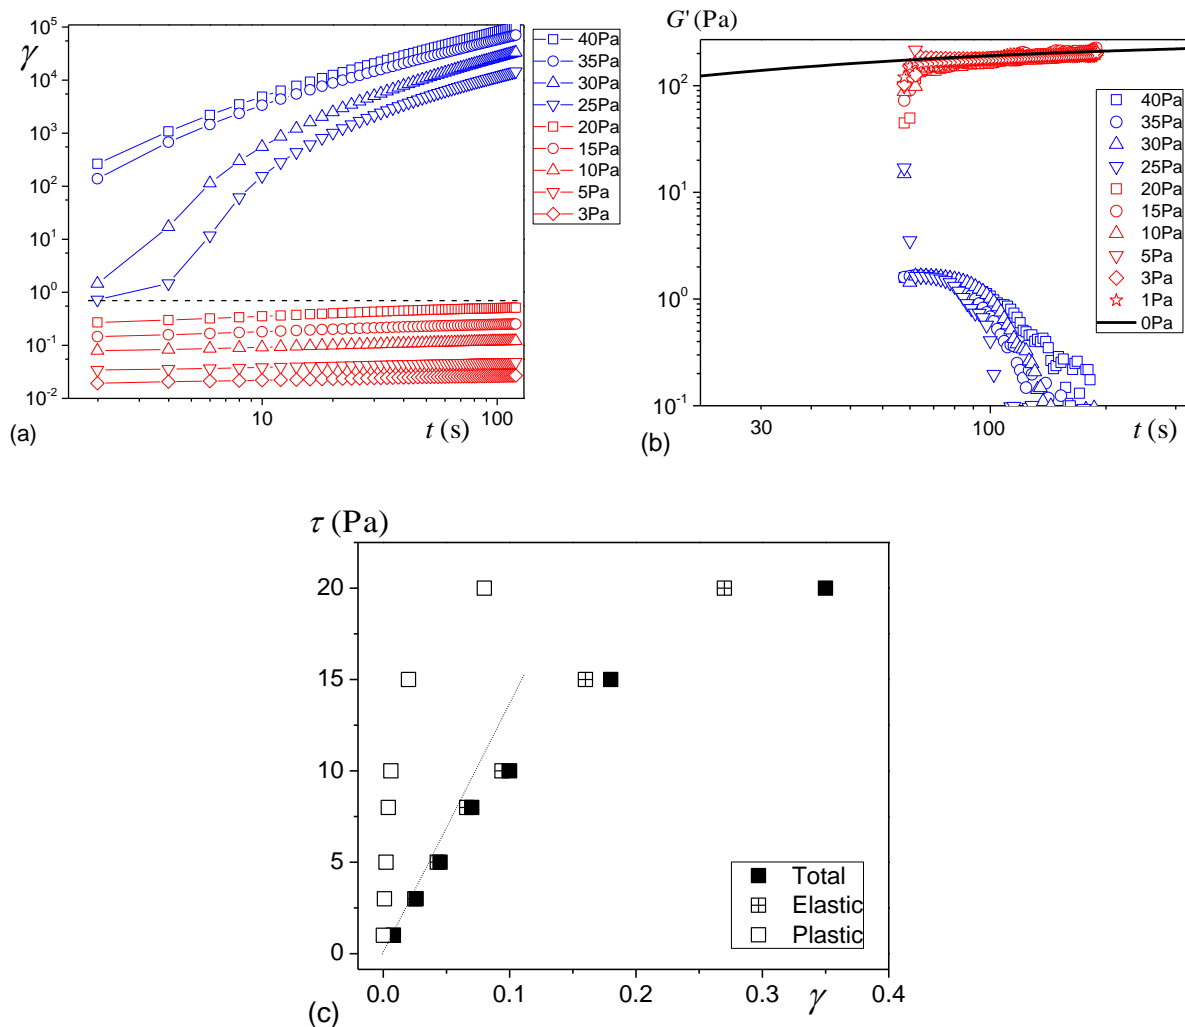 10^5
γ
10^4
10^3
10^2
10^1
10^0
10^-1
10^-2
10
100
t (s)
(a)
40Pa
35Pa
30Pa
25Pa
20Pa
15Pa
10Pa
5Pa
3Pa
G' (Pa)
10^2
10^1
10^0
10^-1
30
100
t (s)
(b)
40Pa
35Pa
30Pa
25Pa
20Pa
15Pa
10Pa
5Pa
3Pa
1Pa
0Pa
τ (Pa)
20
15
10
5
0
0.0
0.1
0.2
0.3
γ
0.4
(c)
Total
Elastic
Plastic